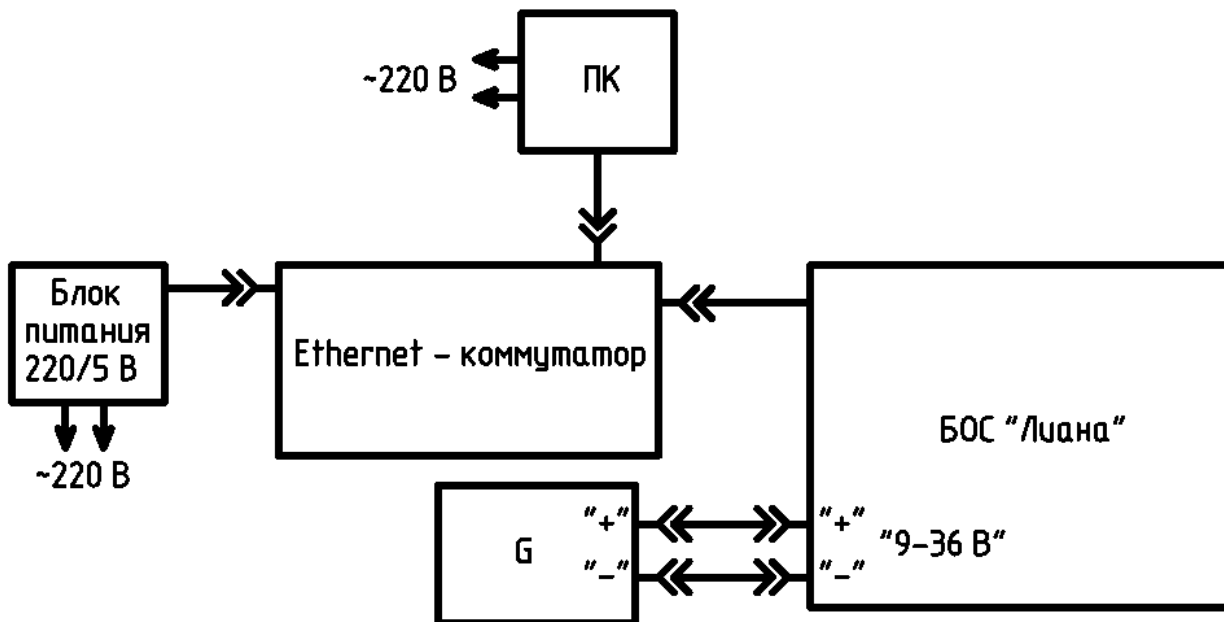 ~220 В
ПК
Блок
питания
220/5 В
~220 В
Ethernet – коммутатор
БОС "Лиана"
G
"+"
"–"
"+"
"–"
"9–36 В"